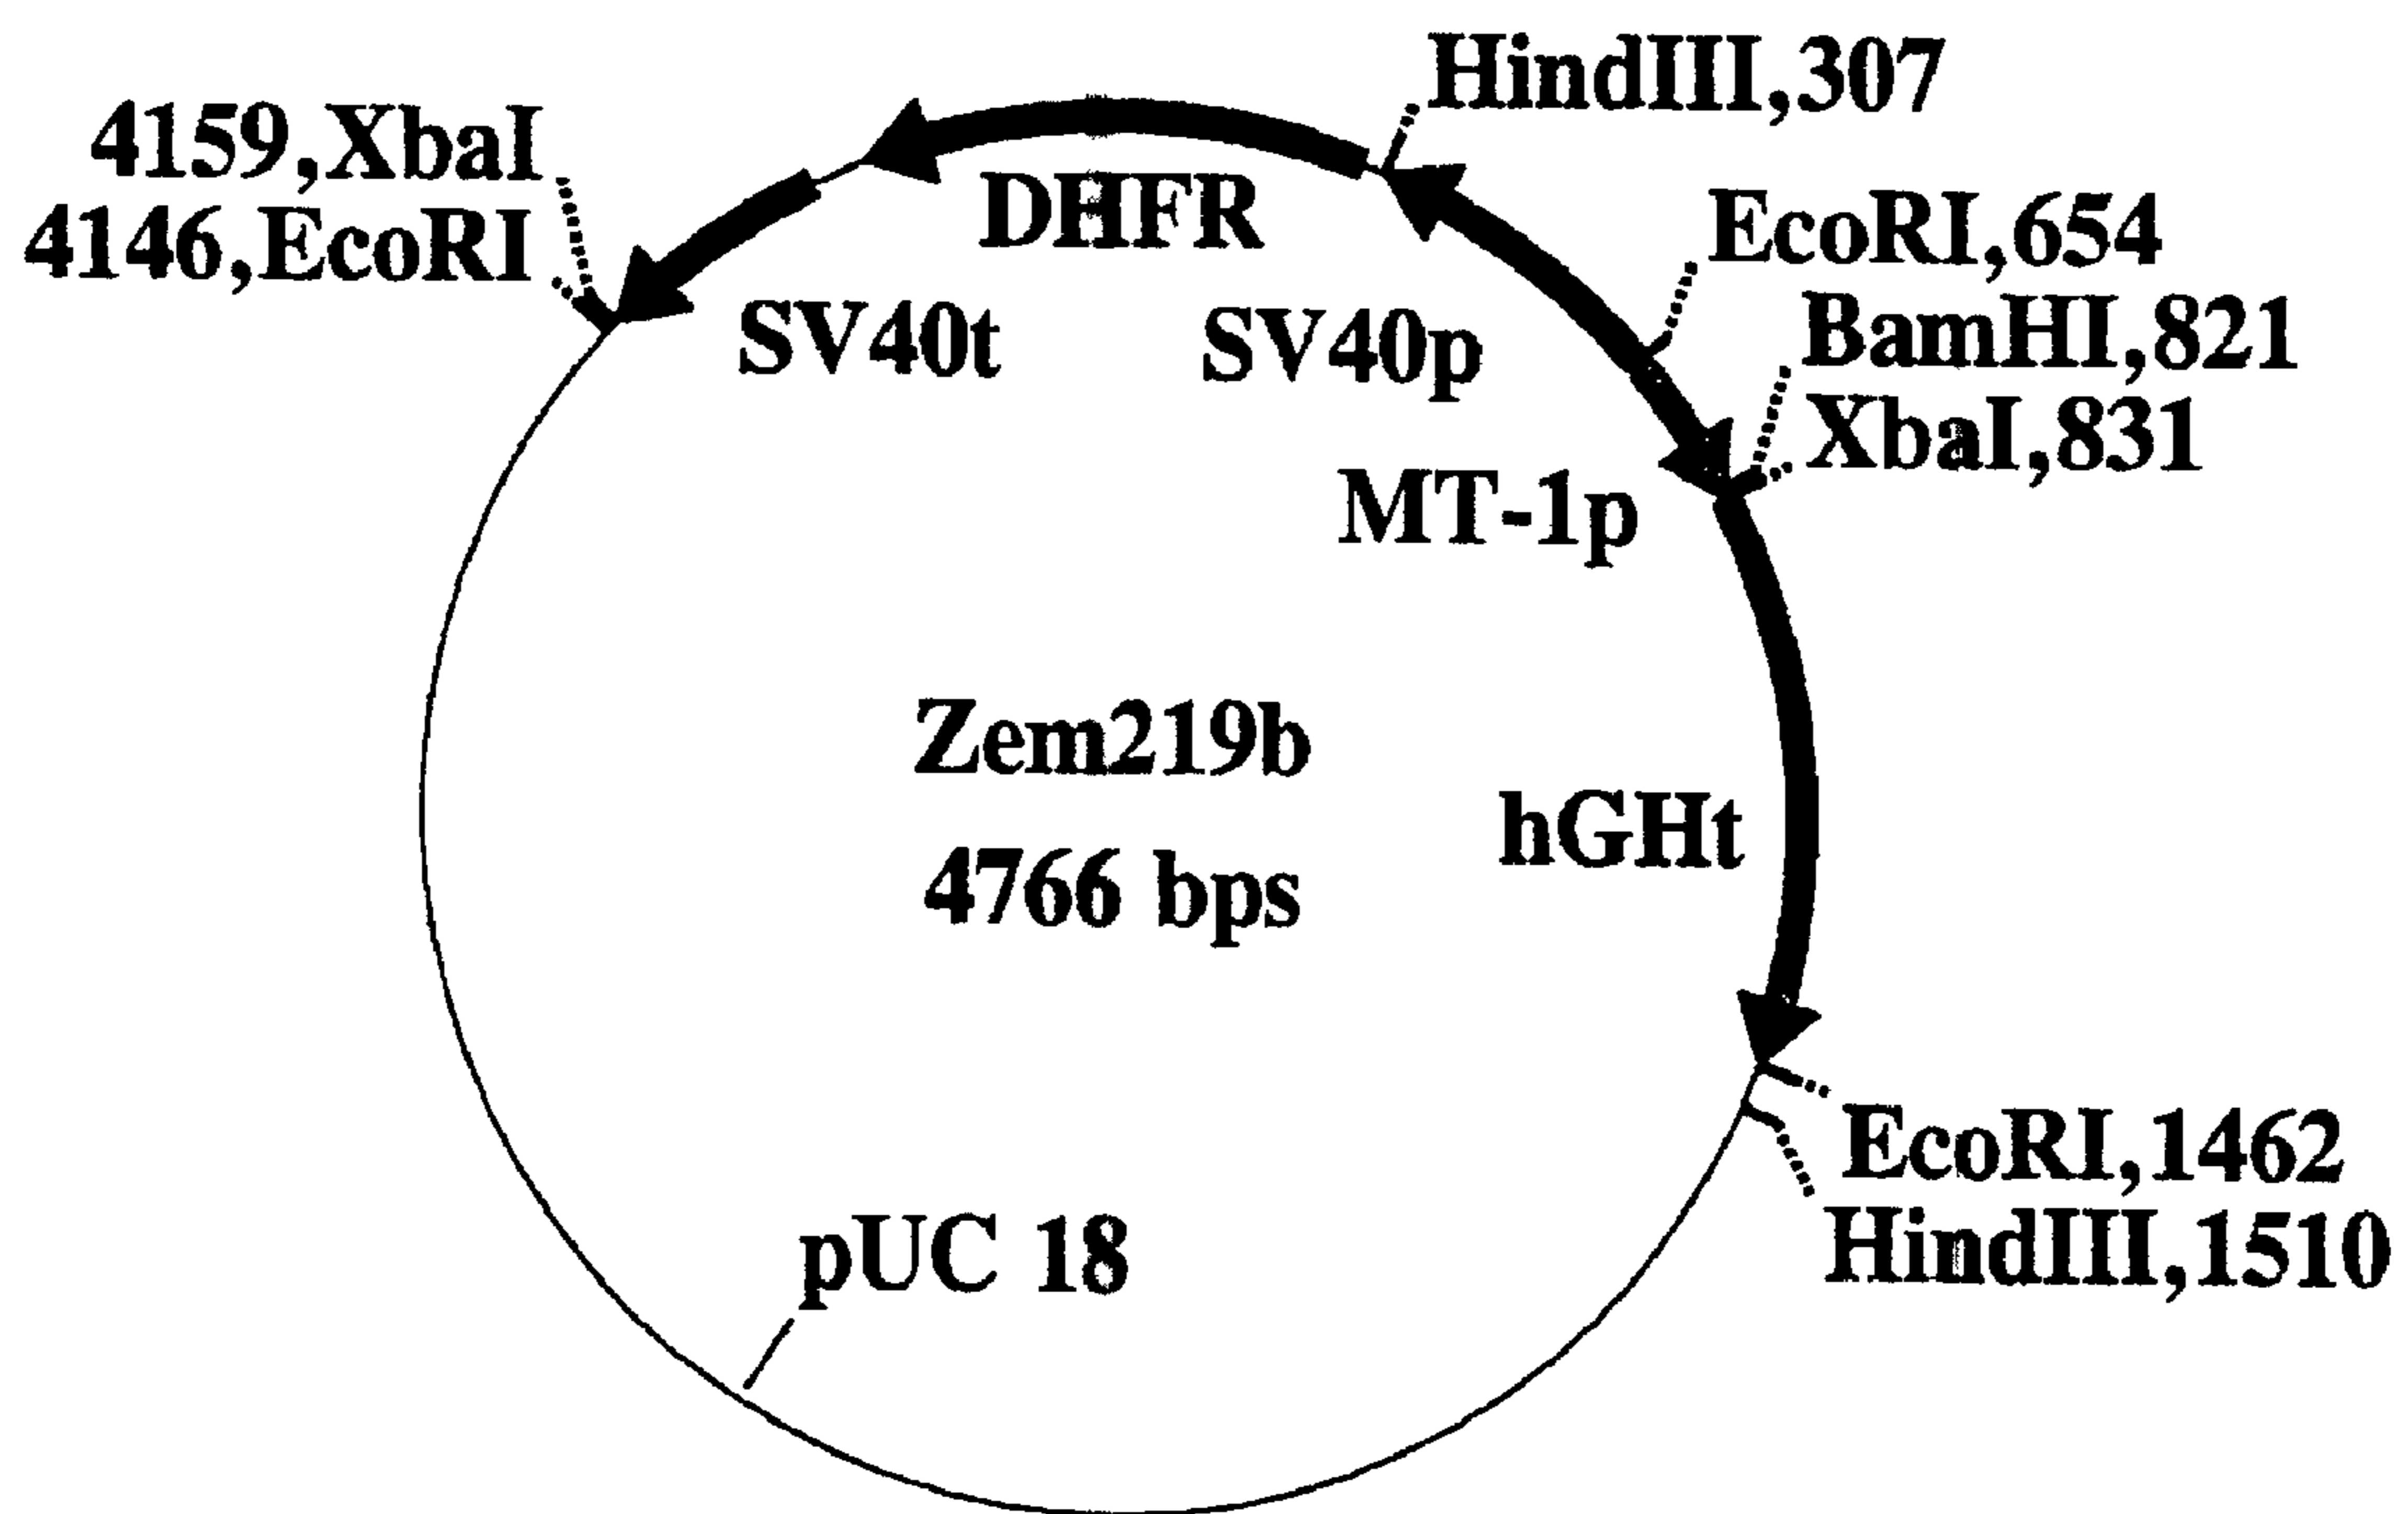 HindIII,307
4159,XbaI
4146,EcoRI
DHFR
EcoRI,654
BamHI,821
XbaI,831
SV40t
SV40p
MT-1p
Zem219b
4766 bps
hGHt
EcoRI,1462
HindIII,1510
pUC 18